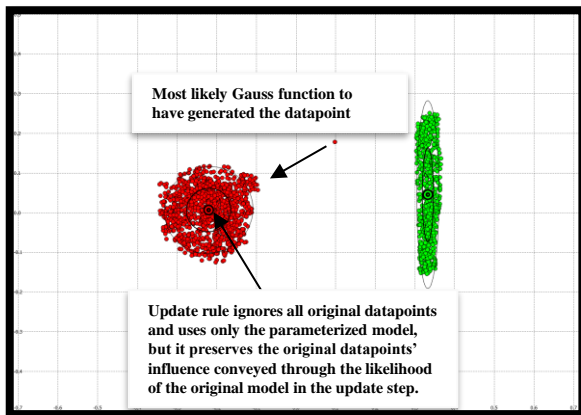 Most likely Gauss function to
have generated the datapoint
Update rule ignores all original datapoints
and uses only the parameterized model,
but it preserves the original datapoints’
influence conveyed through the likelihood
of the original model in the update step.